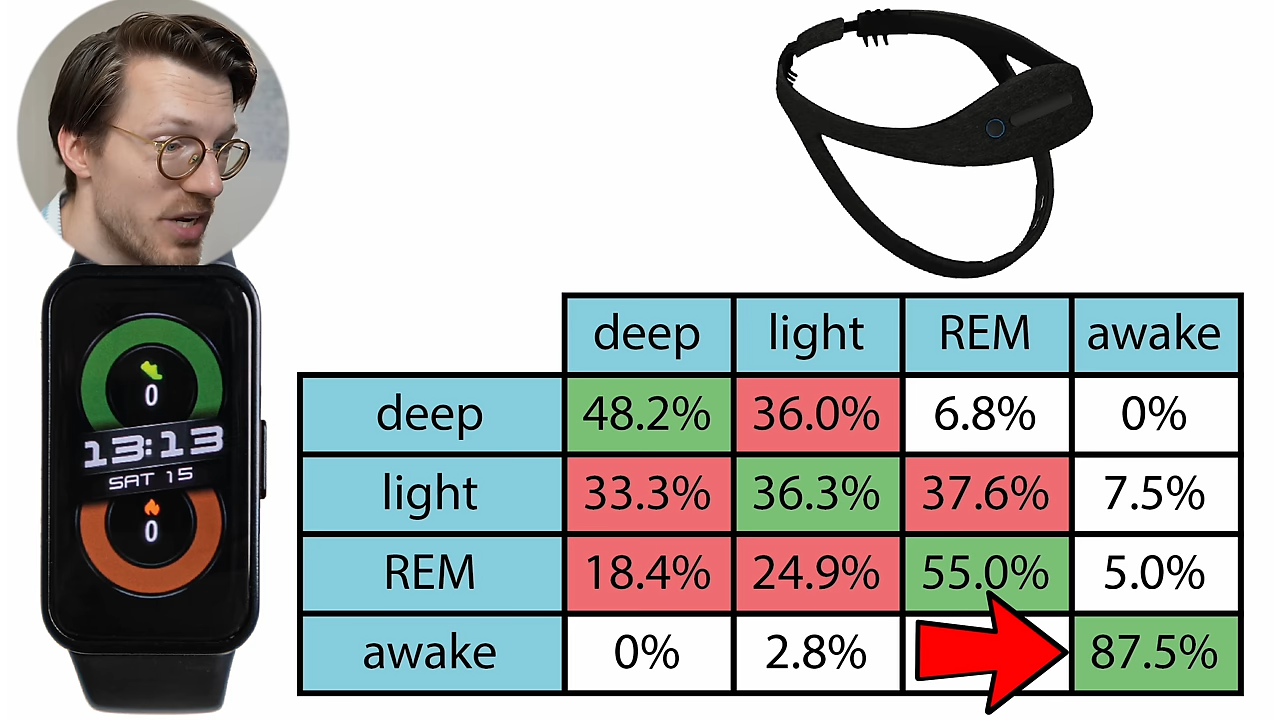 0
13:13
SAT 15
0
deep light REM awake
deep 48.2% 36.0% 6.8% 0%
light 33.3% 36.3% 37.6% 7.5%
REM 18.4% 24.9% 55.0% 5.0%
awake 0% 2.8% 87.5%